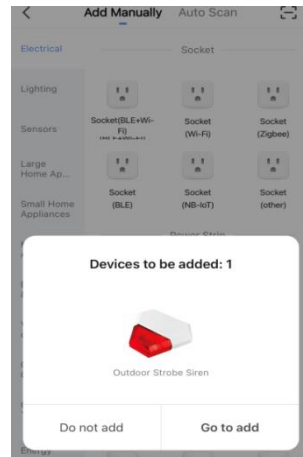 Add Manually Auto Scan
Electrical
Socket
Lighting
Sensors
Socket(BLE+Wi-
Fi)
Socket
(Wi-Fi)
Socket
(Zigbee)
Large
Home Ap...
Small Home
Appliances
Socket
(BLE)
Socket
(NB-IoT)
Socket
(other)
Power Strip
Devices to be added: 1
Outdoor Strobe Siren
Do not add
Go to add
Energy